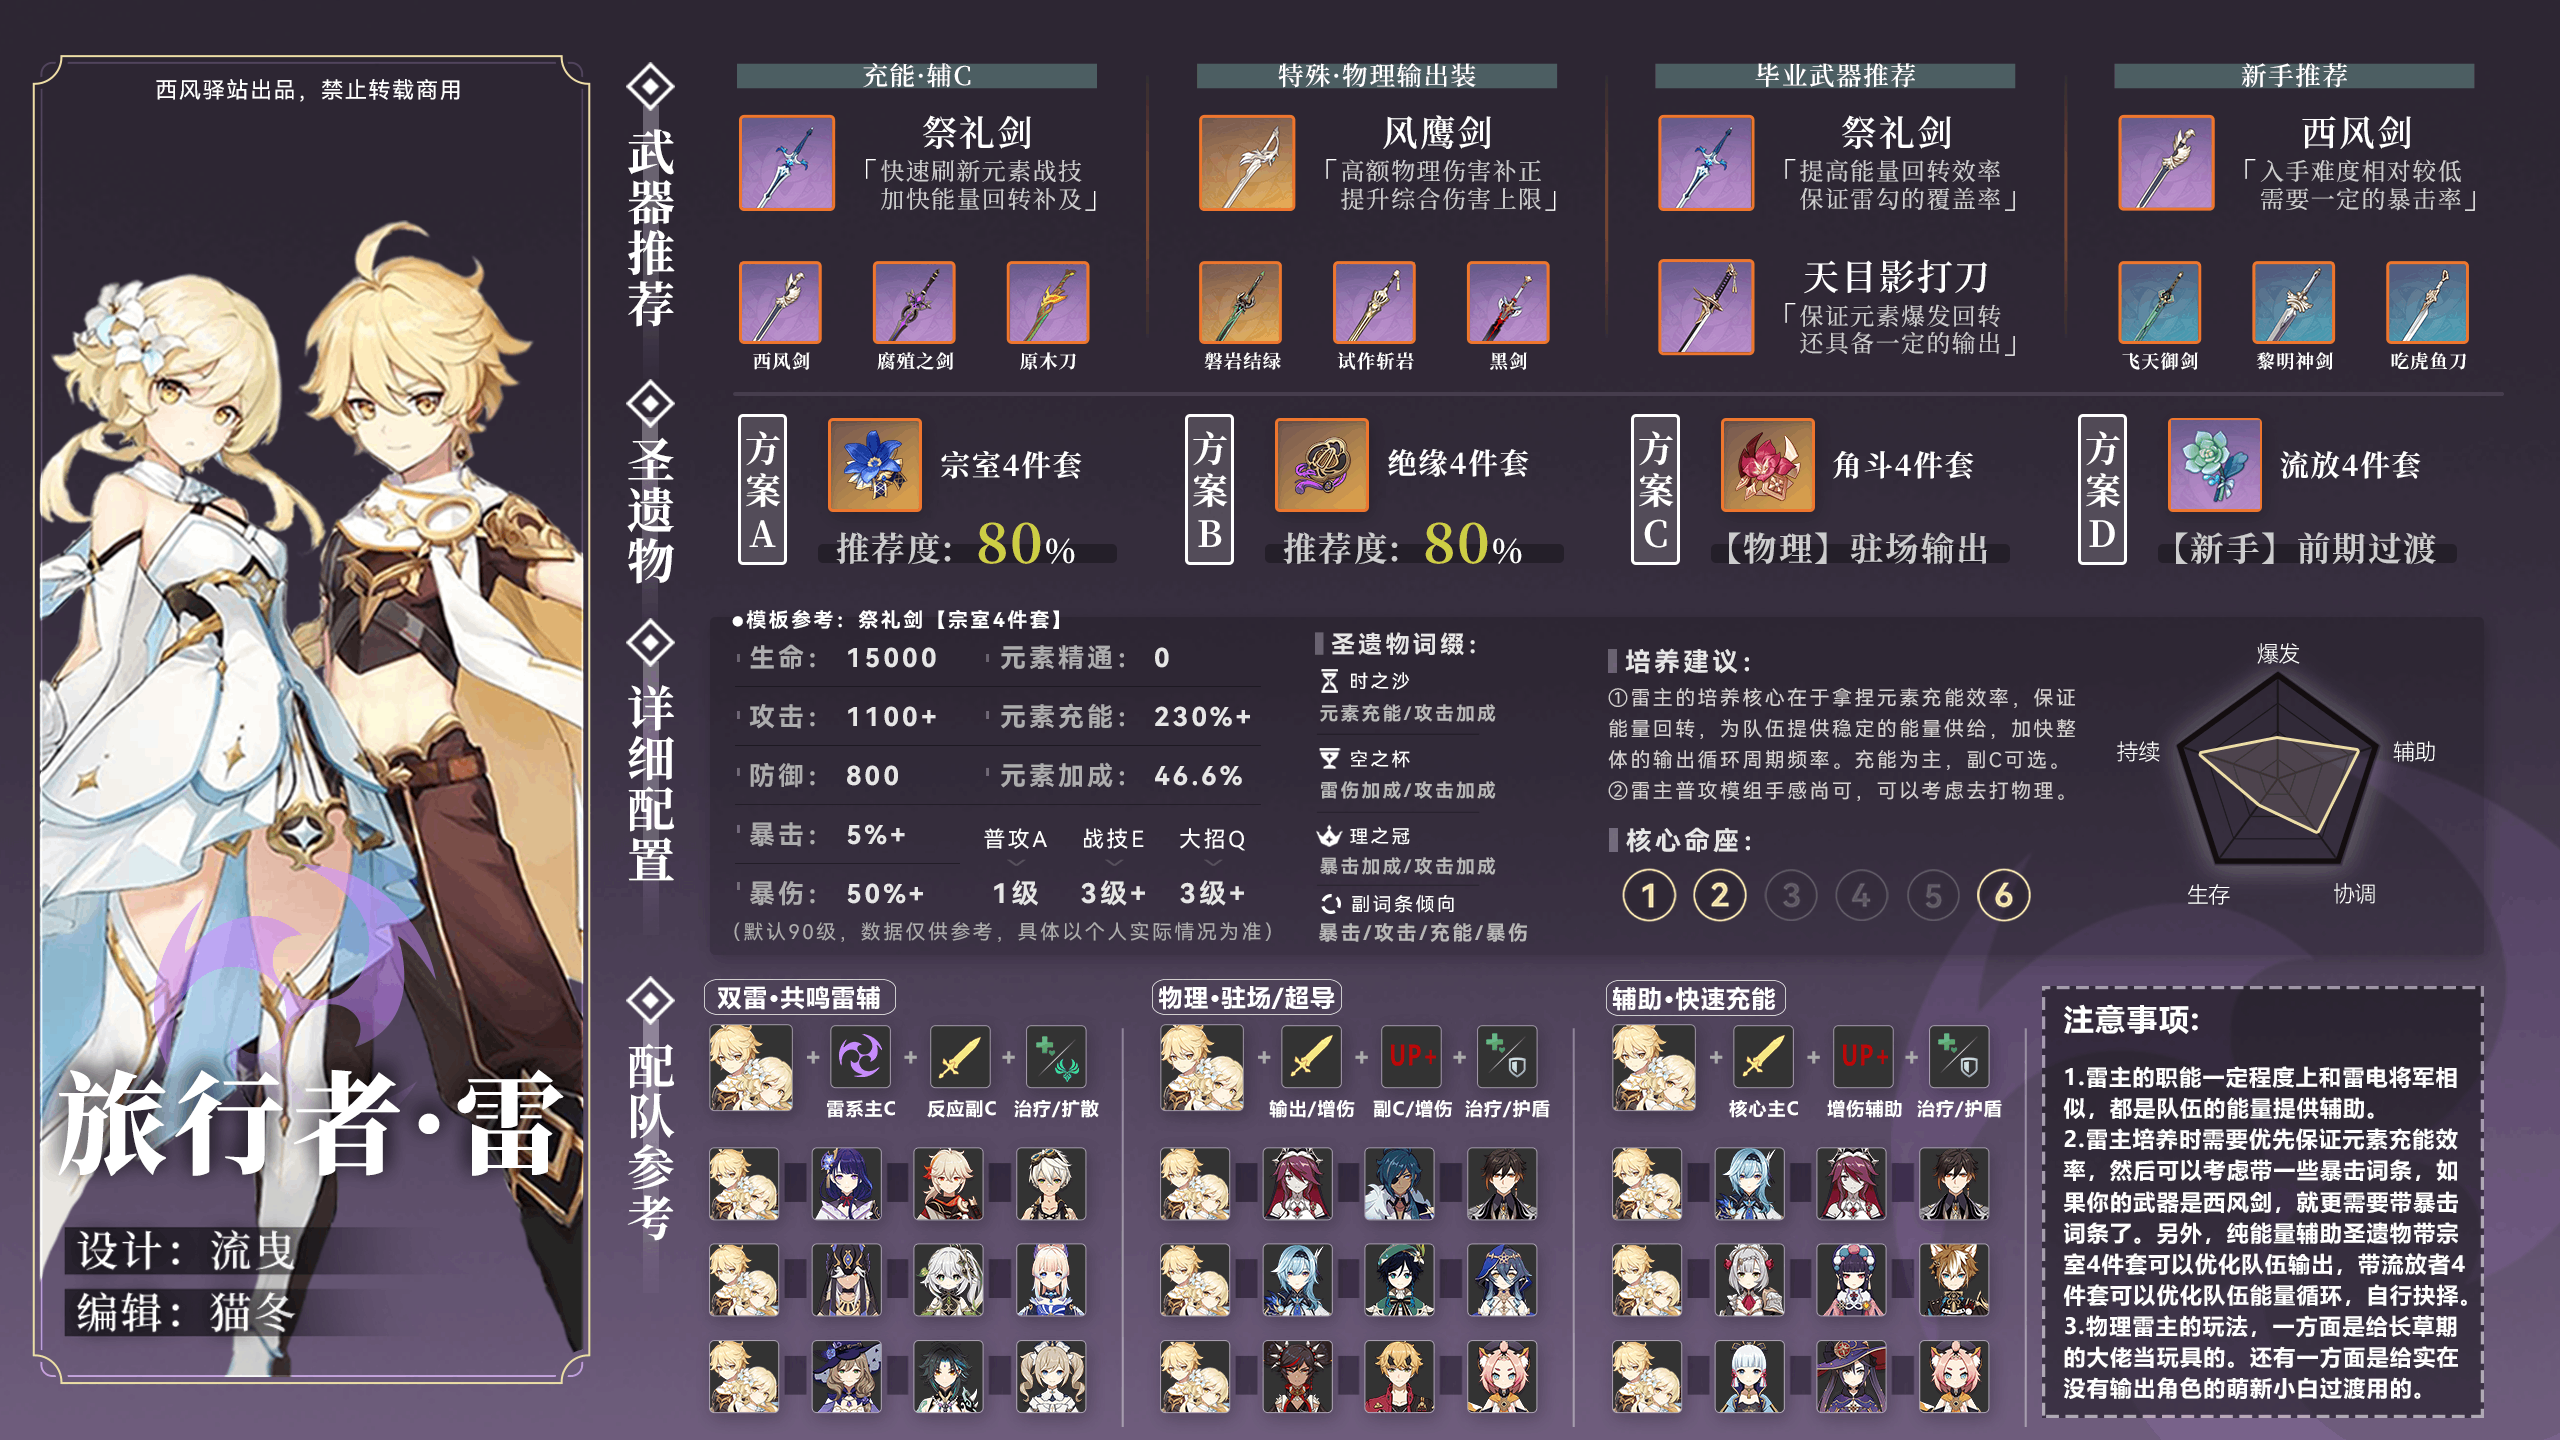 西风驿站出品，禁止转载商用
旅行者·雷
设计：流曳
编辑：猫冬
武器推荐
充能·辅C
祭礼剑
「快速刷新元素战技
加快能量回转补及」
西风剑
腐殖之剑
原木刀
特殊·物理输出装
风鹰剑
「高额物理伤害补正
提升综合伤害上限」
磐岩结绿
试作斩岩
黑剑
毕业武器推荐
祭礼剑
「提高能量回转效率
保证雷勾的覆盖率」
天目影打刀
「保证元素爆发回转
还具备一定的输出」
新手推荐
西风剑
「入手难度相对较低
需要一定的暴击率」
飞天御剑
黎明神剑
吃虎鱼刀
圣遗物
方案A
宗室4件套
推荐度：80%
方案B
绝缘4件套
推荐度：80%
方案C
角斗4件套
【物理】驻场输出
方案D
流放4件套
【新手】前期过渡
详细配置
●模板参考：祭礼剑【宗室4件套】
生命：15000
元素精通：0
攻击：1100+
元素充能：230%+
防御：800
元素加成：46.6%
暴击：5%+
普攻A 战技E 大招Q
暴伤：50%+
1级 3级+ 3级+
（默认90级，数据仅供参考，具体以个人实际情况为准）
圣遗物词缀：
时之沙
元素充能/攻击加成
空之杯
雷伤加成/攻击加成
理之冠
暴击加成/攻击加成
副词条倾向
暴击/攻击/充能/暴伤
培养建议：
①雷主的培养核心在于拿捏元素充能效率，保证
能量回转，为队伍提供稳定的能量供给，加快整
体的输出循环周期频率。充能为主，副C可选。
②雷主普攻模组手感尚可，可以考虑去打物理。
核心命座：
1 2 3 4 5 6
爆发
持续
辅助
生存
协调
配队参考
双雷·共鸣雷辅
+ + +
雷系主C 反应副C 治疗/扩散
物理·驻场/超导
+ + UP+ +
输出/增伤 副C/增伤 治疗/护盾
辅助·快速充能
+ + UP+ +
核心主C 增伤辅助 治疗/护盾
注意事项：
1.雷主的职能一定程度上和雷电将军相
似，都是队伍的能量提供辅助。
2.雷主培养时需要优先保证元素充能效
率，然后可以考虑带一些暴击词条，如
果你的武器是西风剑，就更需要带暴击
词条了。另外，纯能量辅助圣遗物带宗
室4件套可以优化队伍输出，带流放者4
件套可以优化队伍能量循环，自行抉择。
3.物理雷主的玩法，一方面是给长草期
的大佬当玩具的。还有一方面是给实在
没有输出角色的萌新小白过渡用的。